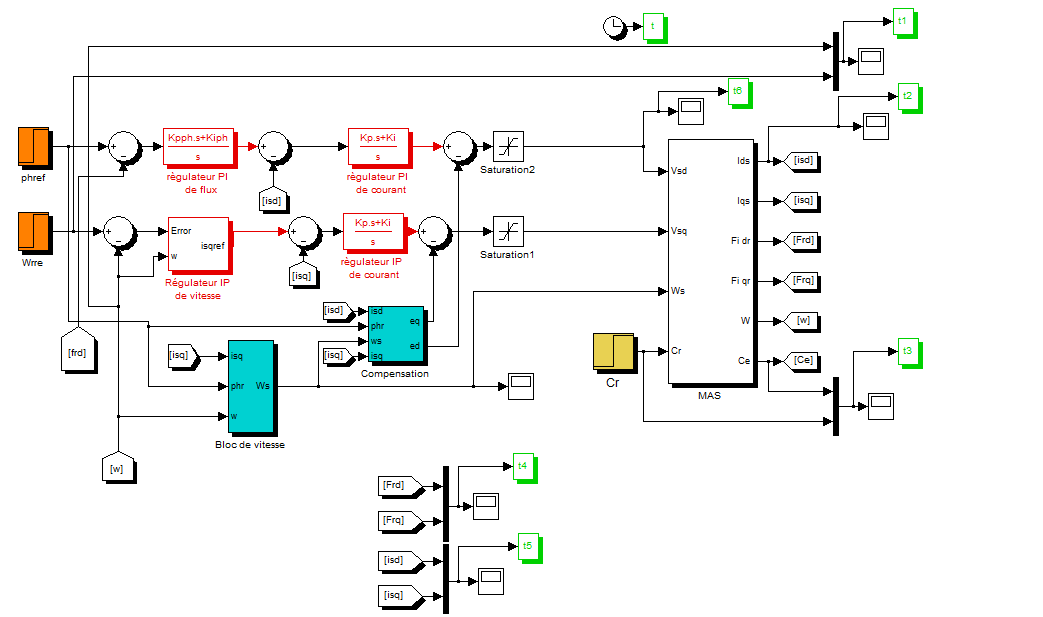 t
t1
t6
t2
phref
+
−
Kpph.s+Kiph
s
règulateur PI
de flux
+
−
[isd]
Kp.s+Ki
s
règulateur PI
de courant
+
−
Saturation2
Vsd
Vsq
Ws
Cr
Ids
Iqs
Fi dr
Fi qr
W
Ce
MAS
[isd]
[isq]
[Frd]
[Frq]
[w]
[Ce]
Wrre
+
−
Error
w
isqref
Régulateur IP
de vitesse
+
−
[isq]
Kp.s+Ki
s
règulateur IP
de courant
+
−
Saturation1
[isd]
[isq]
isd
phr
ws
isq
eq
ed
Compensation
[frd]
[isq]
isq
phr
w
Ws
Bloc de vitesse
[w]
Cr
t3
[Frd]
[Frq]
t4
[isd]
[isq]
t5